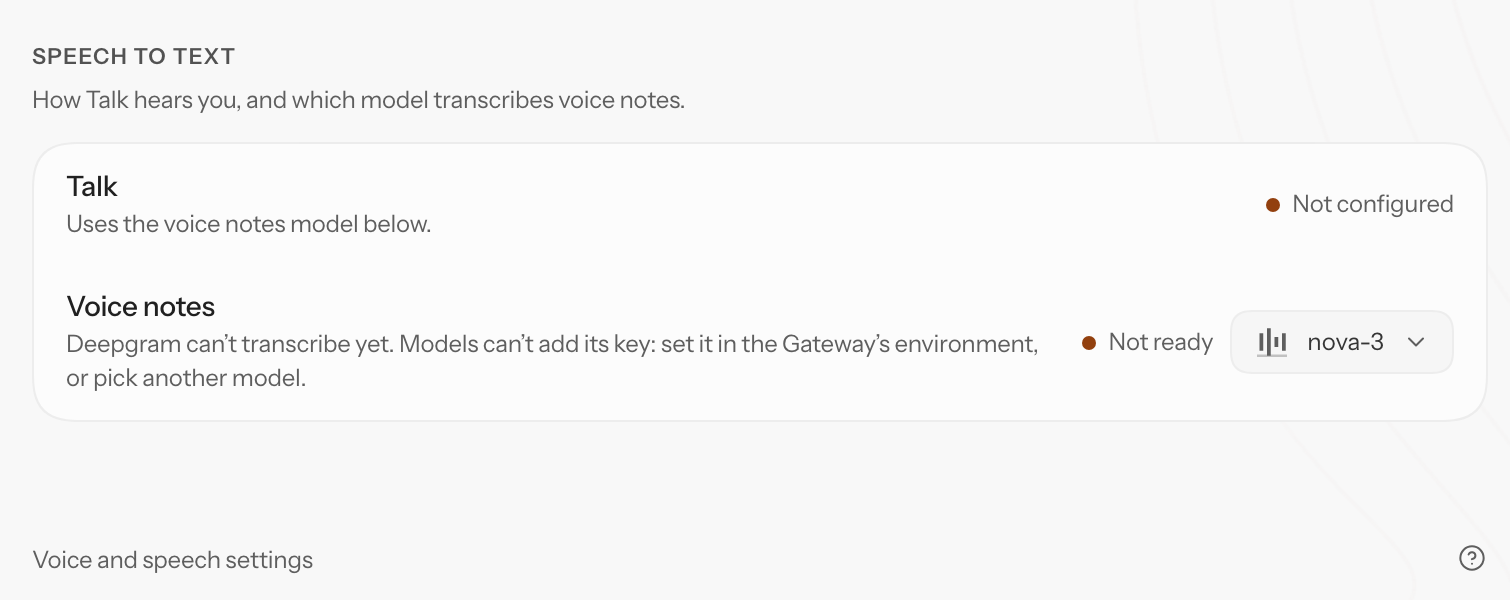 SPEECH TO TEXT
How Talk hears you, and which model transcribes voice notes.
Talk
Uses the voice notes model below.
Not configured
Voice notes
Deepgram can’t transcribe yet. Models can’t add its key: set it in the Gateway’s environment,
or pick another model.
Not ready
nova-3
Voice and speech settings